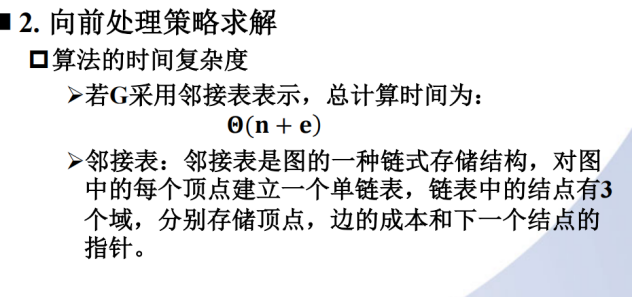 2. 向前处理策略求解
算法的时间复杂度
若G采用邻接表表示，总计算时间为：
Θ(n + e)
邻接表：邻接表是图的一种链式存储结构，对图
中的每个顶点建立一个单链表，链表中的结点有3
个域，分别存储顶点，边的成本和下一个结点的
指针。